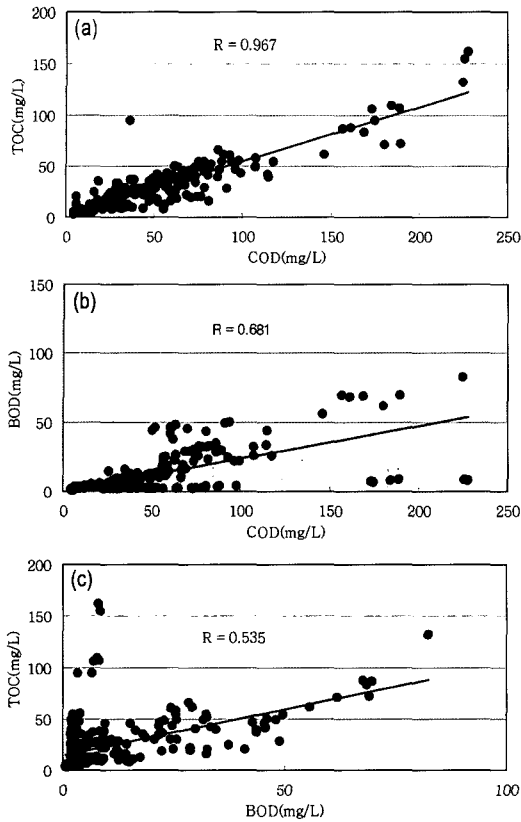 (a)
R = 0.967
TOC(mg/L)
200
150
100
50
0
0 50 100 150 200 250
COD(mg/L)
(b)
R = 0.681
BOD(mg/L)
150
100
50
0
0 50 100 150 200 250
COD(mg/L)
(c)
R = 0.535
TOC(mg/L)
200
150
100
50
0
0 50 100
BOD(mg/L)